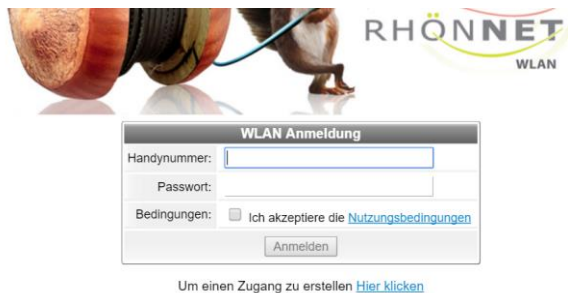 RHÖNNET
WLAN
WLAN Anmeldung
Handynummer:
Passwort:
Bedingungen: Ich akzeptiere die Nutzungsbedingungen
Anmelden
Um einen Zugang zu erstellen Hier klicken